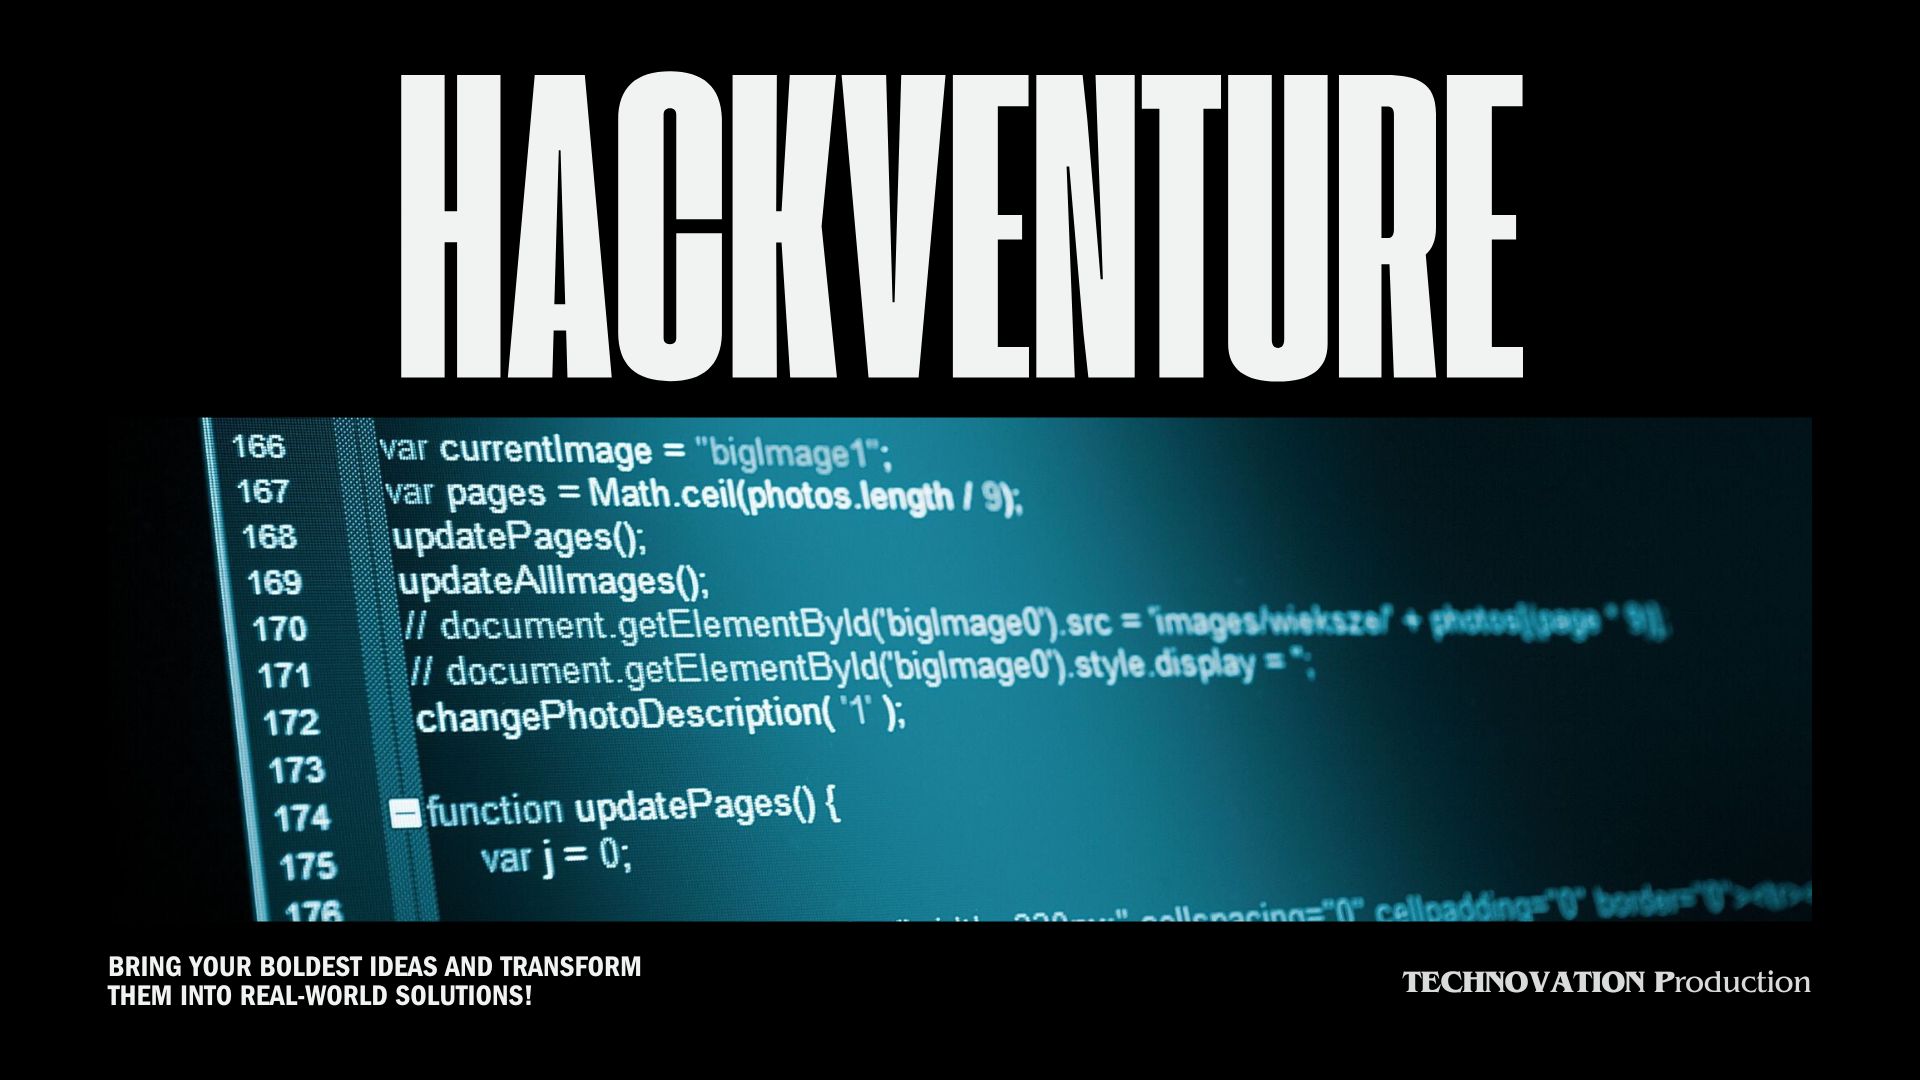 HACKVENTURE
166 var currentImage = "bigImage1";
167 var pages = Math.ceil(photos.length / 9);
168 updatePages();
169 updateAllImages();
170 // document.getElementById('bigImage0').src = 'images/wieksze/' + photos[(page * 9)];
171 // document.getElementById('bigImage0').style.display = '';
172 changePhotoDescription( '1' );
173
174 function updatePages() {
175 var j = 0;
176 cellspacing="0" cellpadding="0" border="0">
BRING YOUR BOLDEST IDEAS AND TRANSFORM
THEM INTO REAL-WORLD SOLUTIONS!
TECHNOVATION Production